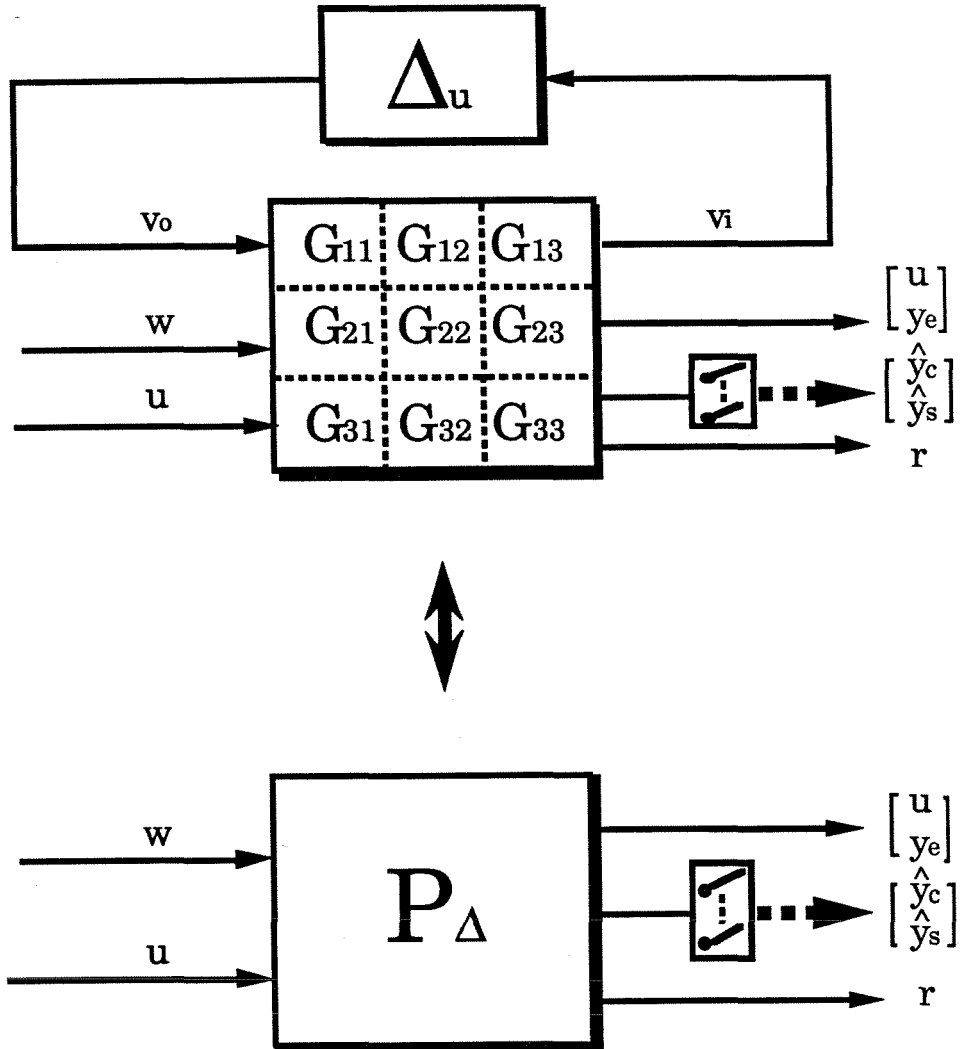 Δu
vo
vi
G11 G12 G13
[u
ye]
w
G21 G22 G23
[ŷc
ŷs]
u
G31 G32 G33
r
w
[u
ye]
PΔ
[ŷc
ŷs]
u
r